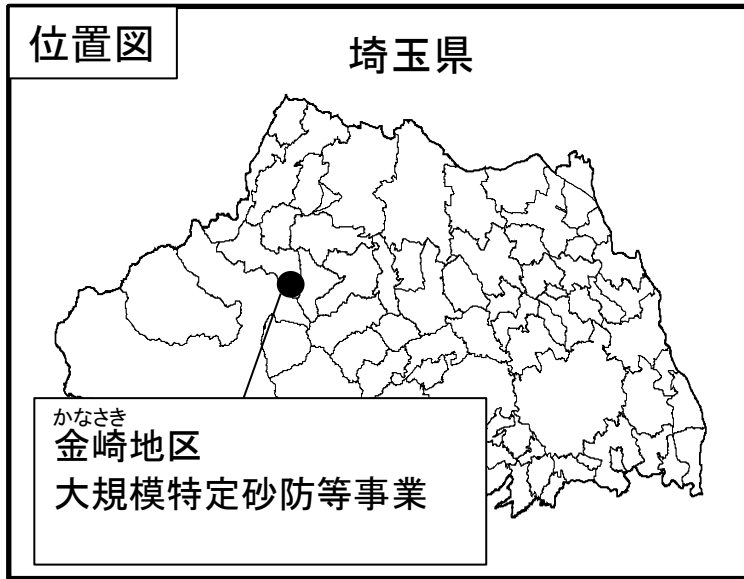 位置図
埼玉県
かなさき
金崎地区
大規模特定砂防等事業